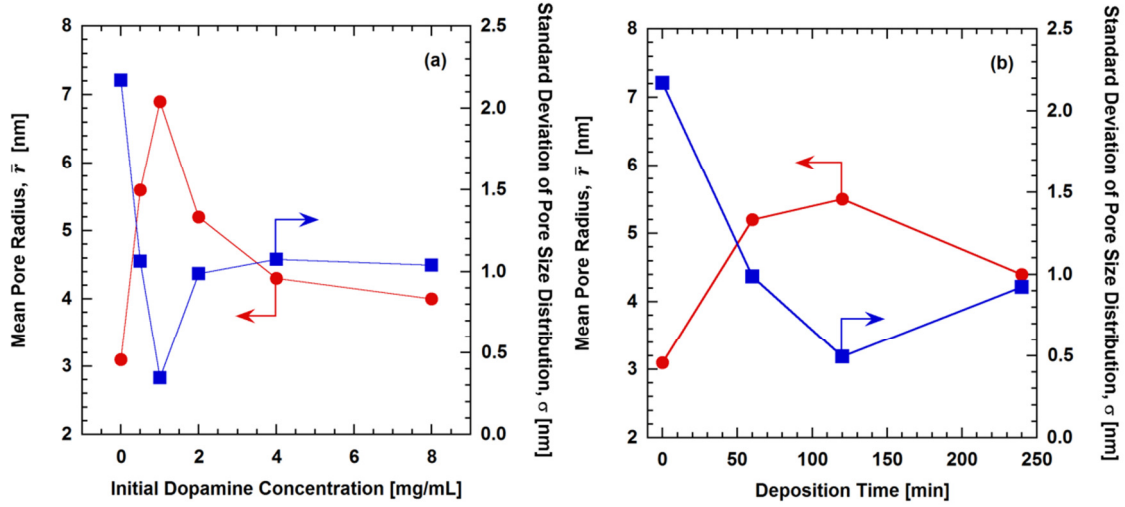 (a)
Mean Pore Radius, r̄ [nm]
8
7
6
5
4
3
2
0 2 4 6 8
Initial Dopamine Concentration [mg/mL]
2.5
2.0
1.5
1.0
0.5
0.0
Standard Deviation of Pore Size Distribution, σ [nm]
(b)
Mean Pore Radius, r̄ [nm]
8
7
6
5
4
3
2
0 50 100 150 200 250
Deposition Time [min]
2.5
2.0
1.5
1.0
0.5
0.0
Standard Deviation of Pore Size Distribution, σ [nm]